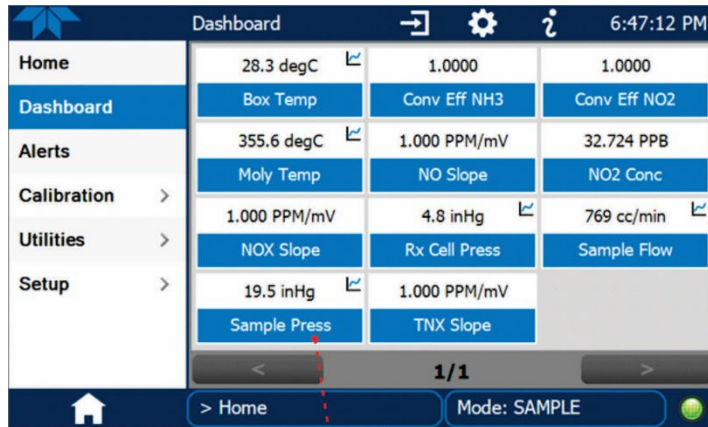 Dashboard
6:47:12 PM
Home
Dashboard
Alerts
Calibration >
Utilities >
Setup >
28.3 degC
1.0000
1.0000
Box Temp
Conv Eff NH3
Conv Eff NO2
355.6 degC
1.000 PPM/mV
32.724 PPB
Moly Temp
NO Slope
NO2 Conc
1.000 PPM/mV
4.8 inHg
769 cc/min
NOX Slope
Rx Cell Press
Sample Flow
19.5 inHg
1.000 PPM/mV
Sample Press
TNX Slope
<
1/1
>
> Home
Mode: SAMPLE